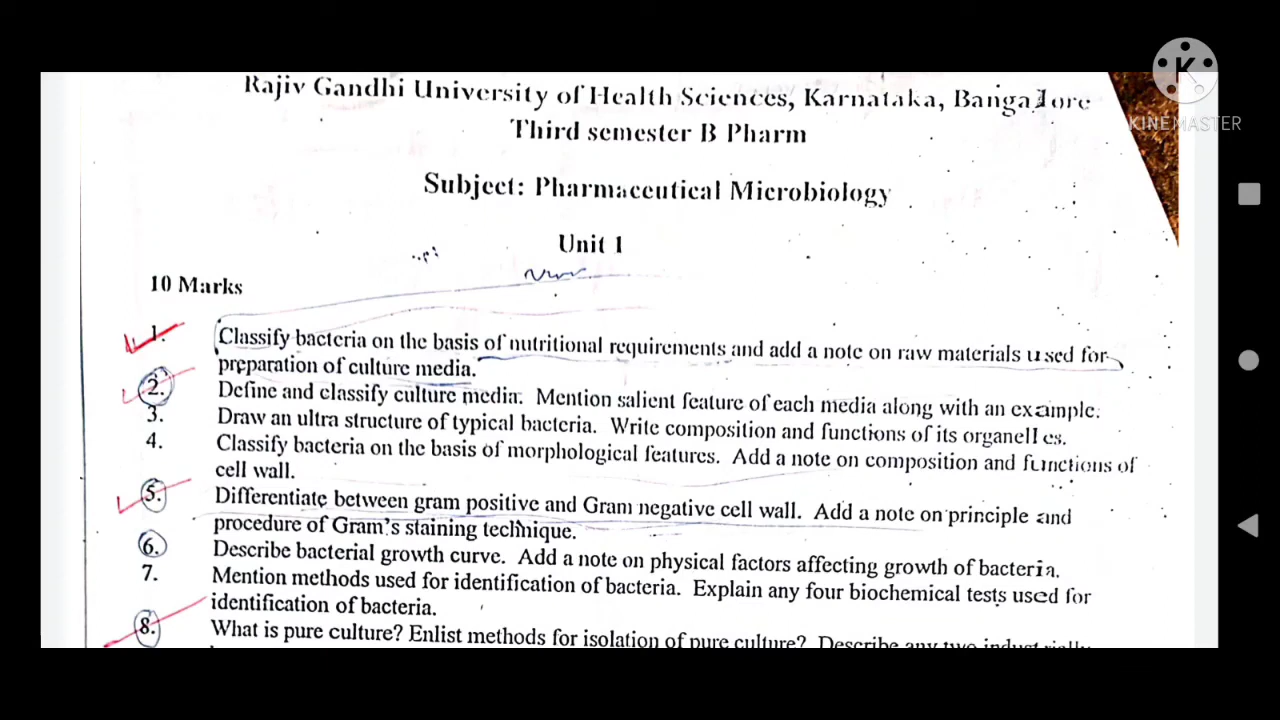 Rajiv Gandhi University of Health Sciences, Karnataka, Bangalore
K
KINEMASTER
Third semester B Pharm
Subject: Pharmaceutical Microbiology
Unit 1
10 Marks
1. Classify bacteria on the basis of nutritional requirements and add a note on raw materials used for
preparation of culture media.
2. Define and classify culture media. Mention salient feature of each media along with an example.
3. Draw an ultra structure of typical bacteria. Write composition and functions of its organelles.
4. Classify bacteria on the basis of morphological features. Add a note on composition and functions of
cell wall.
5. Differentiate between gram positive and Gram negative cell wall. Add a note on principle and
procedure of Gram's staining technique.
6. Describe bacterial growth curve. Add a note on physical factors affecting growth of bacteria.
7. Mention methods used for identification of bacteria. Explain any four biochemical tests used for
identification of bacteria.
8. What is pure culture? Enlist methods for isolation of pure culture? Describe any two industrially